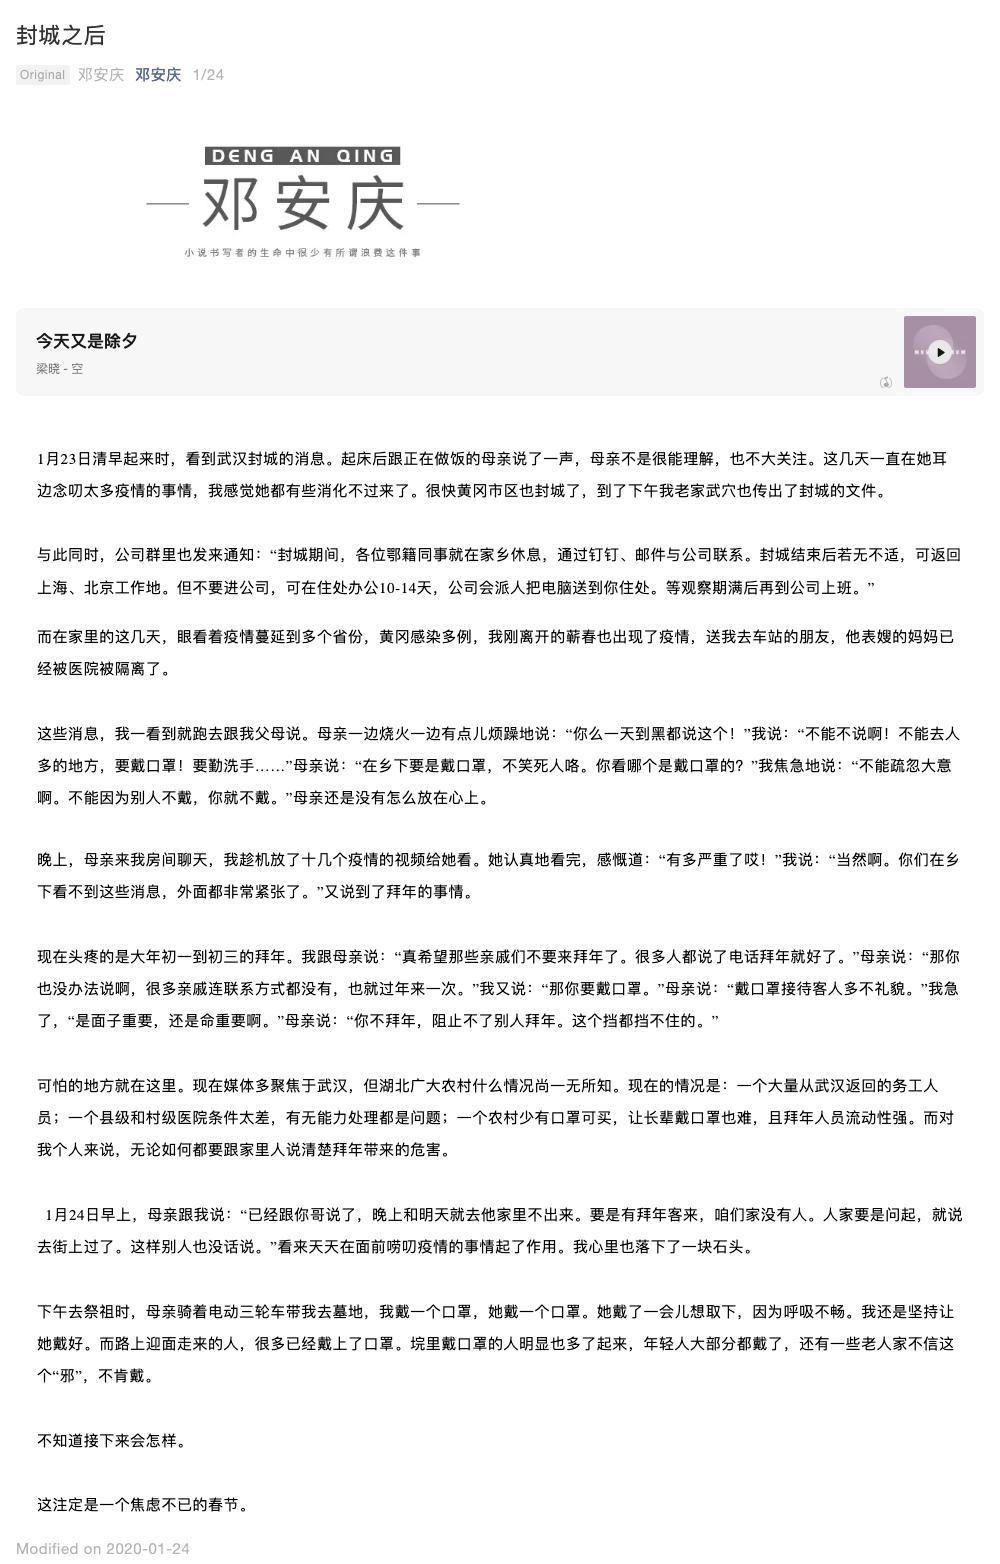 封城之后
Original 邓安庆 邓安庆 1/24
DENG AN QING
邓安庆
小说书写者的生命中很少有所谓浪费这件事
今天又是除夕
梁晓 - 空
1月23日清早起来时，看到武汉封城的消息。起床后跟正在做饭的母亲说了一声，母亲不是很能理解，也不大关注。这几天一直在她耳
边念叨太多疫情的事情，我感觉她都有些消化不过来了。很快黄冈市区也封城了，到了下午我老家武穴也传出了封城的文件。
与此同时，公司群里也发来通知：“封城期间，各位鄂籍同事就在家乡休息，通过钉钉、邮件与公司联系。封城结束后若无不适，可返回
上海、北京工作地。但不要进公司，可在住处办公10-14天，公司会派人把电脑送到你住处。等观察期满后再到公司上班。”
而在家里的这几天，眼看着疫情蔓延到多个省份，黄冈感染多例，我刚离开的蕲春也出现了疫情，送我去车站的朋友，他表嫂的妈妈已
经被医院被隔离了。
这些消息，我一看到就跑去跟我父母说。母亲一边烧火一边有点儿烦躁地说：“你么一天到黑都说这个！”我说：“不能不说啊！不能去人
多的地方，要戴口罩！要勤洗手……”母亲说：“在乡下要是戴口罩，不笑死人咯。你看哪个是戴口罩的？”我焦急地说：“不能疏忽大意
啊。不能因为别人不戴，你就不戴。”母亲还是没有怎么放在心上。
晚上，母亲来我房间聊天，我趁机放了十几个疫情的视频给她看。她认真地看完，感慨道：“有多严重了哎！”我说：“当然啊。你们在乡
下看不到这些消息，外面都非常紧张了。”又说到了拜年的事情。
现在头疼的是大年初一到初三的拜年。我跟母亲说：“真希望那些亲戚们不要来拜年了。很多人都说了电话拜年就好了。”母亲说：“那你
也没办法说啊，很多亲戚连联系方式都没有，也就过年来一次。”我又说：“那你要戴口罩。”母亲说：“戴口罩接待客人多不礼貌。”我急
了，“是面子重要，还是命重要啊。”母亲说：“你不拜年，阻止不了别人拜年。这个挡都挡不住的。”
可怕的地方就在这里。现在媒体多聚焦于武汉，但湖北广大农村什么情况尚一无所知。现在的情况是：一个大量从武汉返回的务工人
员；一个县级和村级医院条件太差，有无能力处理都是问题；一个农村少有口罩可买，让长辈戴口罩也难，且拜年人员流动性强。而对
我个人来说，无论如何都要跟家里人说清楚拜年带来的危害。
1月24日早上，母亲跟我说：“已经跟你哥说了，晚上和明天就去他家里不出来。要是有拜年客来，咱们家没有人。人家要是问起，就说
去街上过了。这样别人也没话说。”看来天天在面前唠叨疫情的事情起了作用。我心里也落下了一块石头。
下午去祭祖时，母亲骑着电动三轮车带我去墓地，我戴一个口罩，她戴一个口罩。她戴了一会儿想取下，因为呼吸不畅。我还是坚持让
她戴好。而路上迎面走来的人，很多已经戴上了口罩。垸里戴口罩的人明显也多了起来，年轻人大部分都戴了，还有一些老人家不信这
个“邪”，不肯戴。
不知道接下来会怎样。
这注定是一个焦虑不已的春节。
Modified on 2020-01-24